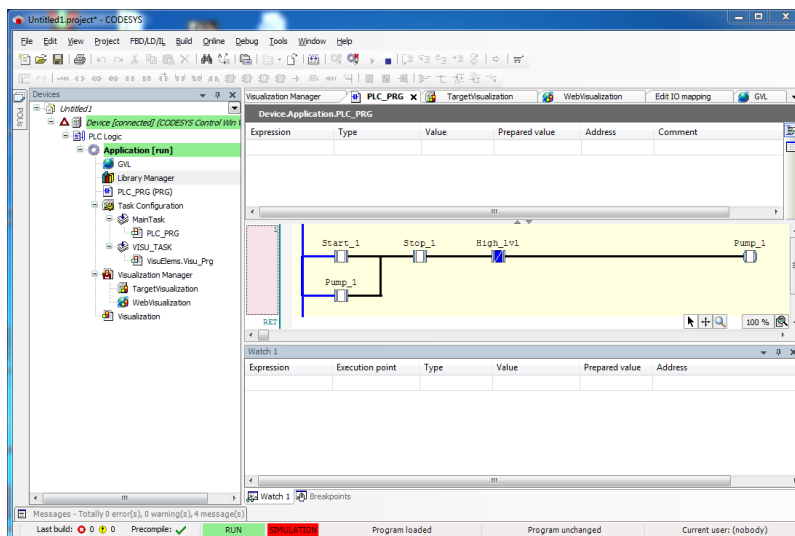 Untitled1.project* - CODESYS
File Edit View Project FBD/LD/IL Build Online Debug Tools Window Help
Devices
POUs
Untitled1
Device [connected] (CODESYS Control Win
PLC Logic
Application [run]
GVL
Library Manager
PLC_PRG (PRG)
Task Configuration
MainTask
PLC_PRG
VISU_TASK
VisuElems.Visu_Prg
Visualization Manager
TargetVisualization
WebVisualization
Visualization
Visualization Manager PLC_PRG X TargetVisualization WebVisualization Edit IO mapping GVL
Device.Application.PLC_PRG
Expression Type Value Prepared value Address Comment
1
Start_1 Stop_1 High_lvl Pump_1
Pump_1
RET
100 %
Watch 1
Expression Execution point Type Value Prepared value Address
Watch 1 Breakpoints
Messages - Totally 0 error(s), 0 warning(s), 4 message(s)
Last build: 0 0 Precompile: RUN SIMULATION Program loaded Program unchanged Current user: (nobody)